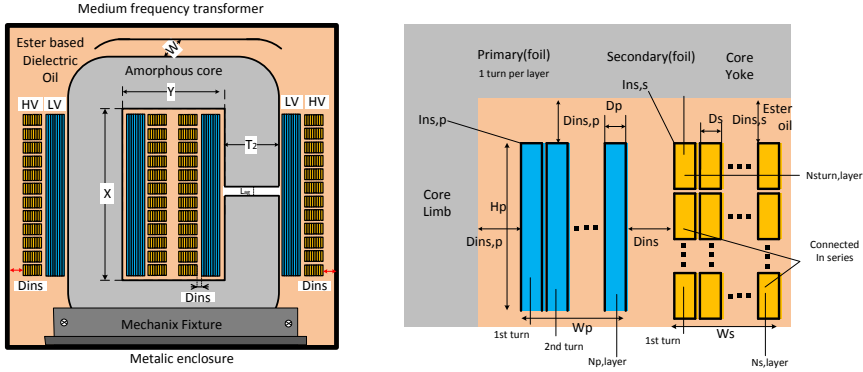 Medium frequency transformer
Ester based
Dielectric
Oil
W
Amorphous core
Y
HV
LV
LV
HV
T2
X
Lag
Dins
Dins
Dins
Mechanix Fixture
Metalic enclosure
Primary(foil)
1 turn per layer
Secondary(foil)
Core
Yoke
Ins,s
Ins,p
Dins,p
Dp
Ds
Dins,s
Ester
oil
Nsturn,layer
Core
Limb
Hp
Dins,p
Dins
Connected
In series
1st turn
Wp
2nd turn
Np,layer
1st turn
Ws
Ns,layer